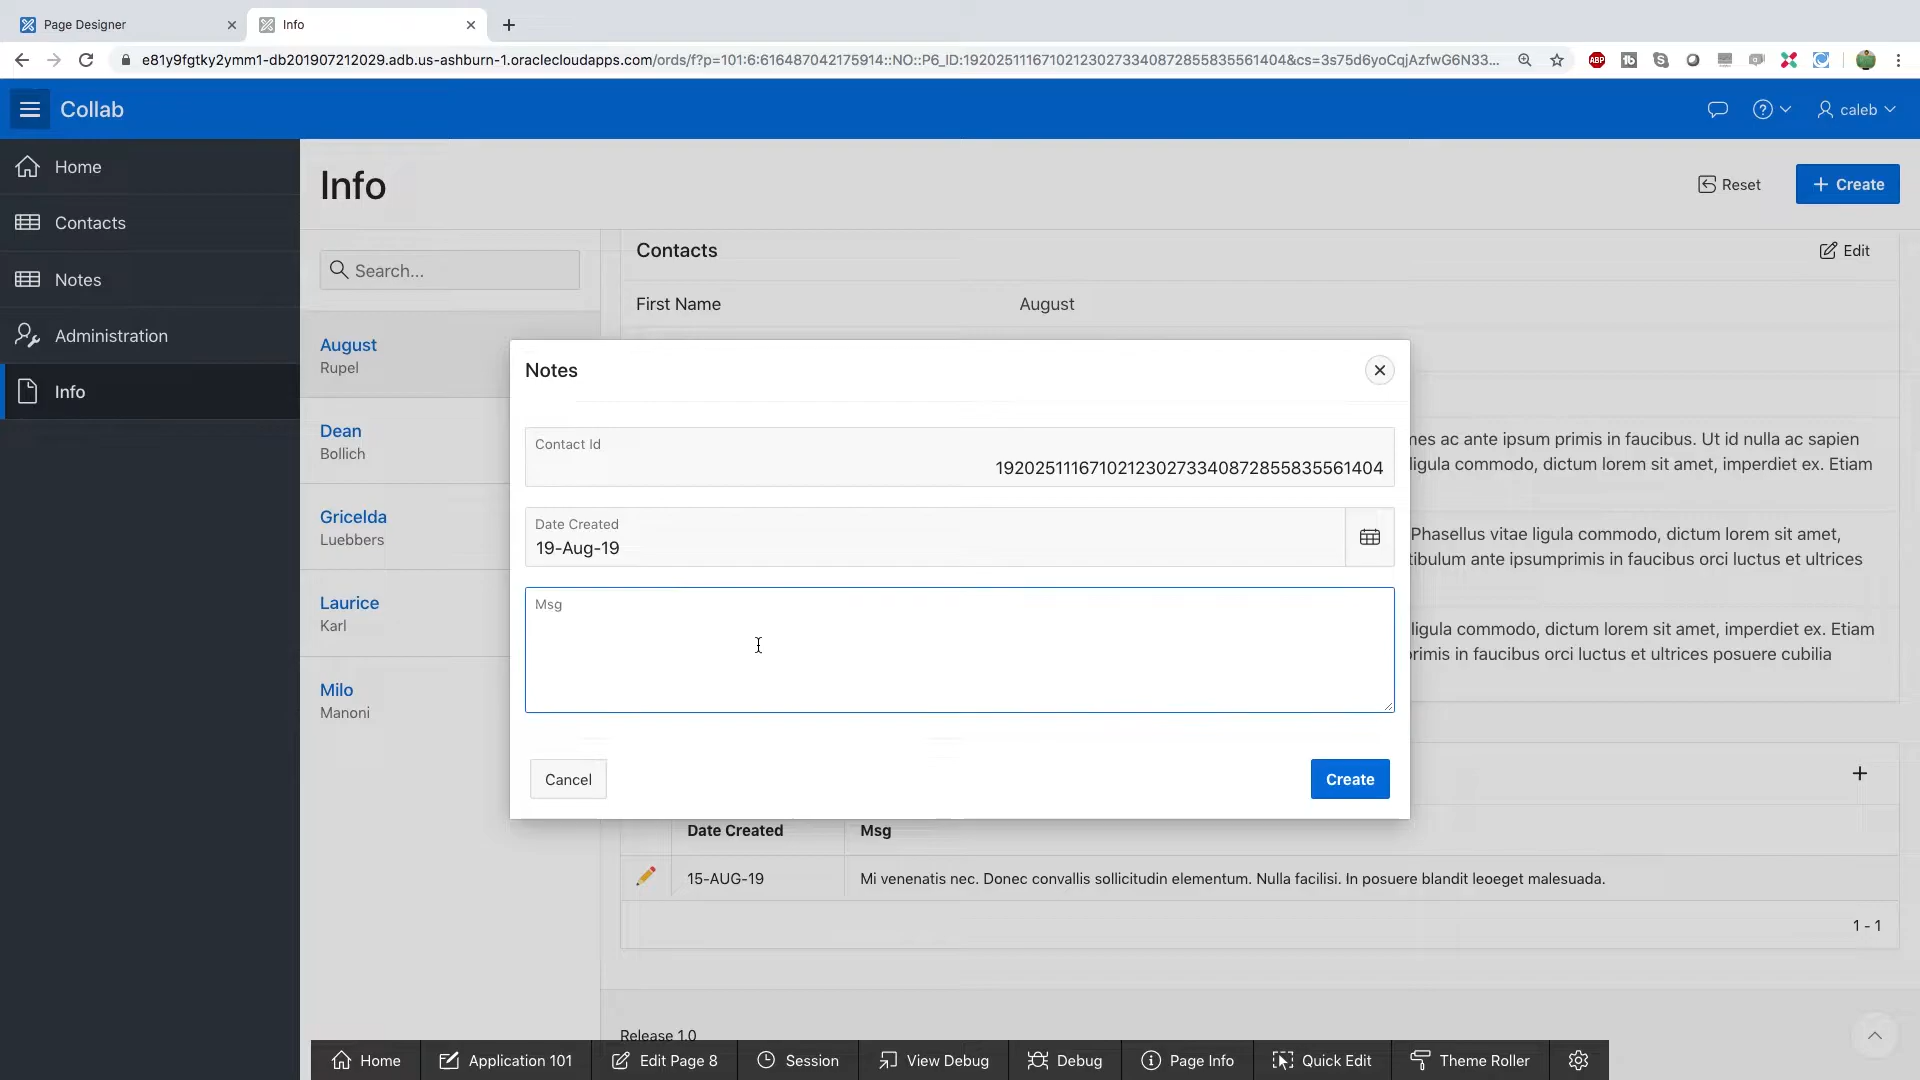 Page Designer
Info
e81y9fgtky2ymm1-db201907212029.adb.us-ashburn-1.oraclecloudapps.com/ords/f?p=101:6:616487042175914::NO::P6_ID:192025111671021230273340872855835561404&cs=3s75d6yoCqjAzfwG6N33...
ABP
Collab
caleb
Home
Contacts
Notes
Administration
Info
Info
Reset
Create
Search...
August
Rupel
Dean
Bollich
Gricelda
Luebbers
Laurice
Karl
Milo
Manoni
Contacts
Edit
First Name August
nes ac ante ipsum primis in faucibus. Ut id nulla ac sapien
ligula commodo, dictum lorem sit amet, imperdiet ex. Etiam
Phasellus vitae ligula commodo, dictum lorem sit amet,
tibulum ante ipsumprimis in faucibus orci luctus et ultrices
ligula commodo, dictum lorem sit amet, imperdiet ex. Etiam
rimis in faucibus orci luctus et ultrices posuere cubilia
Notes
Contact Id
192025111671021230273340872855835561404
Date Created
19-Aug-19
Msg
Cancel
Create
Date Created Msg
15-AUG-19 Mi venenatis nec. Donec convallis sollicitudin elementum. Nulla facilisi. In posuere blandit leoeget malesuada.
1 - 1
Release 1.0
Home
Application 101
Edit Page 8
Session
View Debug
Debug
Page Info
Quick Edit
Theme Roller